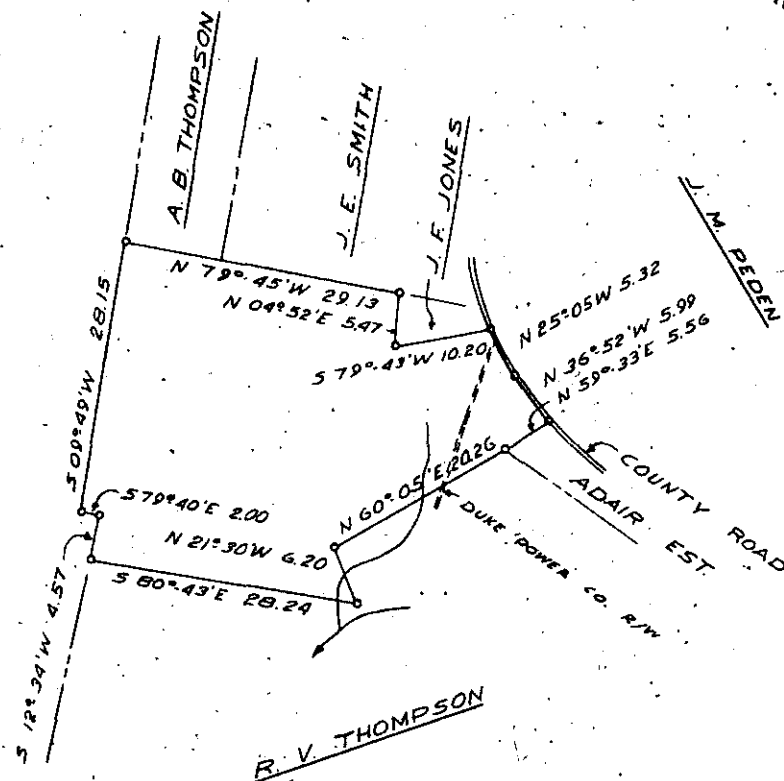 A. B. THOMPSON
J. E. SMITH
J. F. JONES
J. M. PEDEN
N 79°-45'W 29.13
N 04°-52'E 5.47
S 79°-43'W 10.20
N 25°-05W 5.32
N 36°-52'W 5.99
N 59°-33'E 5.56
S 09°-49'W 28.15
S 79°-40'E 2.00
N 21°-30'W 6.20
N 60°-05'E 20.26
S 80°-43'E 28.24
S 12°-34'W 4.57
COUNTY ROAD
ADAIR EST.
DUKE POWER CO. R/W
R. V. THOMPSON